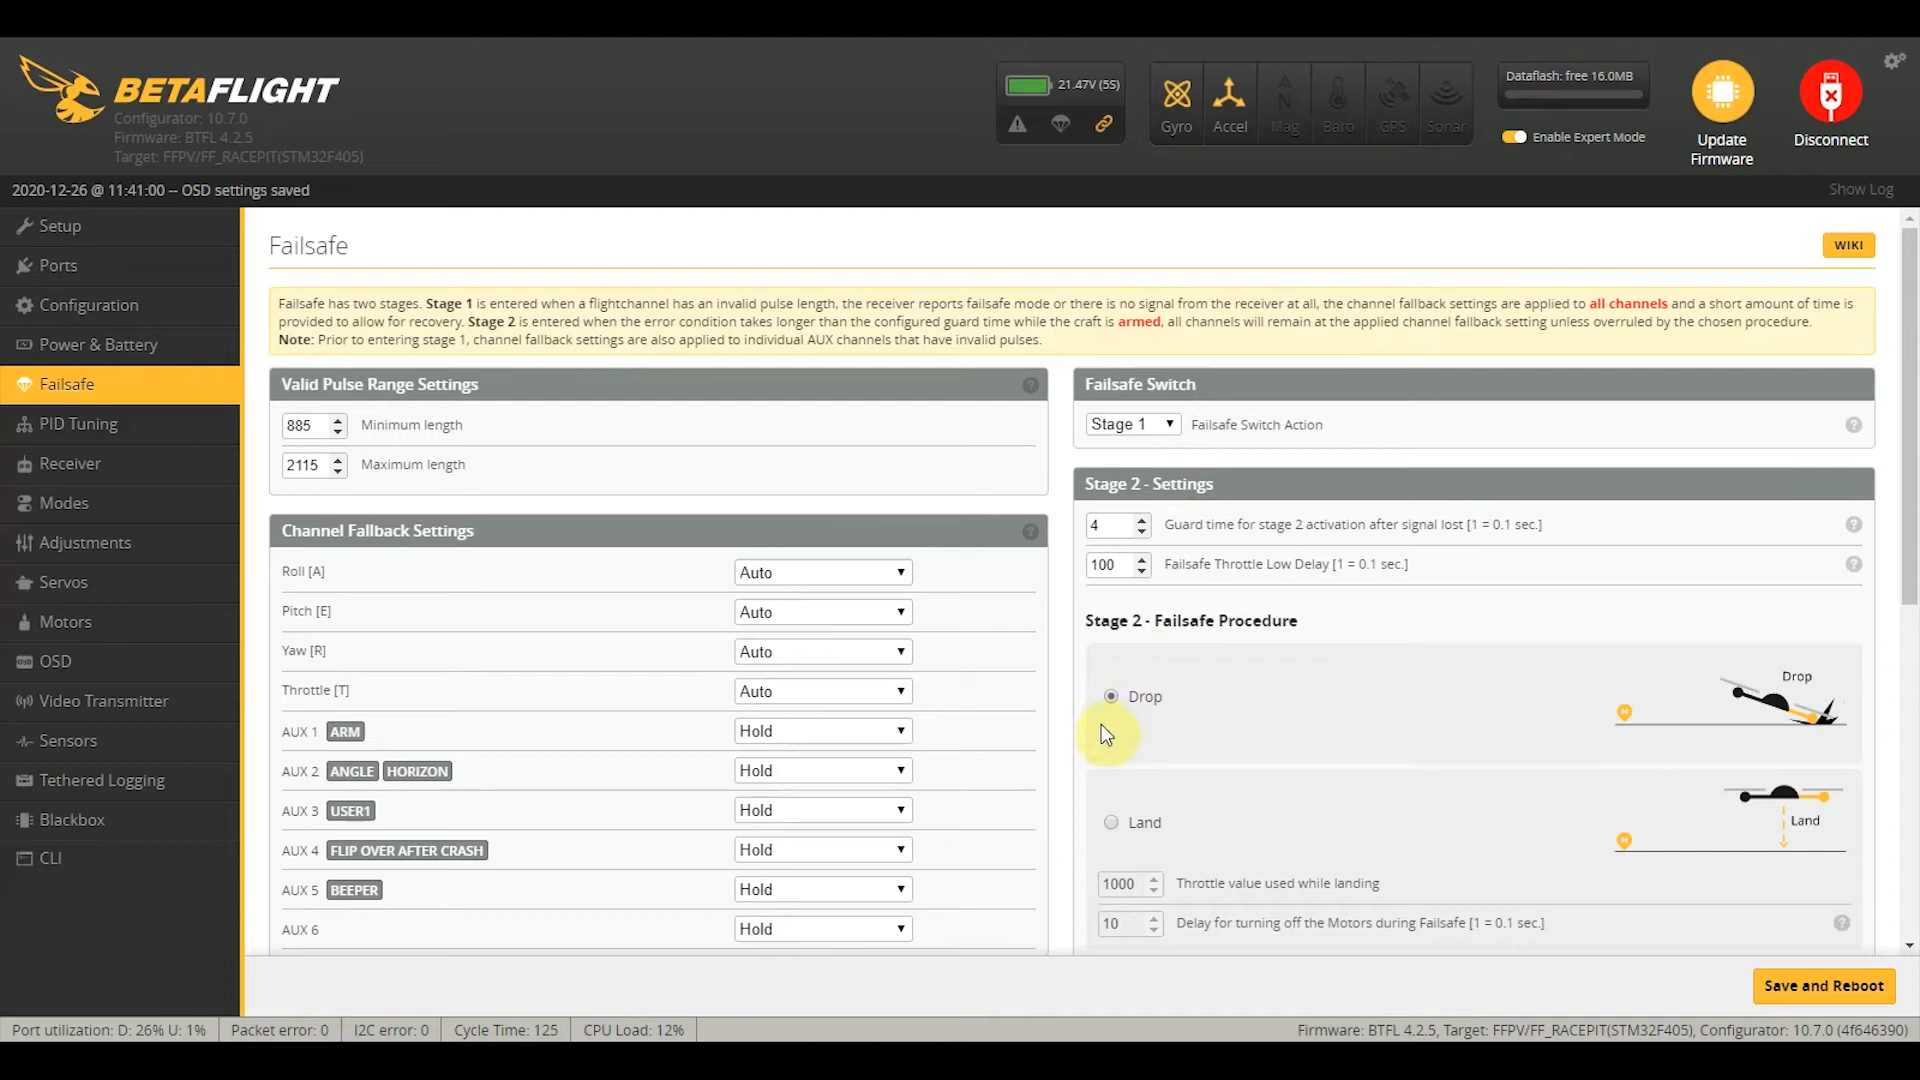 BETAFLIGHT
Configurator: 10.7.0
Firmware: BTFL 4.2.5
Target: FFPV/FF_RACEPIT(STM32F405)
21.47V (5S)
Gyro
Accel
Mag
Baro
GPS
Sonar
Dataflash: free 16.0MB
Enable Expert Mode
Update
Firmware
Disconnect
2020-12-26 @ 11:41:00 -- OSD settings saved
Show Log
Setup
Ports
Configuration
Power & Battery
Failsafe
PID Tuning
Receiver
Modes
Adjustments
Servos
Motors
OSD
Video Transmitter
Sensors
Tethered Logging
Blackbox
CLI
Failsafe
WIKI
Failsafe has two stages. Stage 1 is entered when a flightchannel has an invalid pulse length, the receiver reports failsafe mode or there is no signal from the receiver at all, the channel fallback settings are applied to all channels and a short amount of time is
provided to allow for recovery. Stage 2 is entered when the error condition takes longer than the configured guard time while the craft is armed, all channels will remain at the applied channel fallback setting unless overruled by the chosen procedure.
Note: Prior to entering stage 1, channel fallback settings are also applied to individual AUX channels that have invalid pulses.
Valid Pulse Range Settings
885 Minimum length
2115 Maximum length
Channel Fallback Settings
Roll [A] Auto
Pitch [E] Auto
Yaw [R] Auto
Throttle [T] Auto
AUX 1 ARM Hold
AUX 2 ANGLE HORIZON Hold
AUX 3 USER1 Hold
AUX 4 FLIP OVER AFTER CRASH Hold
AUX 5 BEEPER Hold
AUX 6 Hold
Failsafe Switch
Stage 1 Failsafe Switch Action
Stage 2 - Settings
4 Guard time for stage 2 activation after signal lost [1 = 0.1 sec.]
100 Failsafe Throttle Low Delay [1 = 0.1 sec.]
Stage 2 - Failsafe Procedure
Drop
Drop
Land
Land
1000 Throttle value used while landing
10 Delay for turning off the Motors during Failsafe [1 = 0.1 sec.]
Save and Reboot
Port utilization: D: 26% U: 1%
Packet error: 0
I2C error: 0
Cycle Time: 125
CPU Load: 12%
Firmware: BTFL 4.2.5, Target: FFPV/FF_RACEPIT(STM32F405), Configurator: 10.7.0 (4f646390)